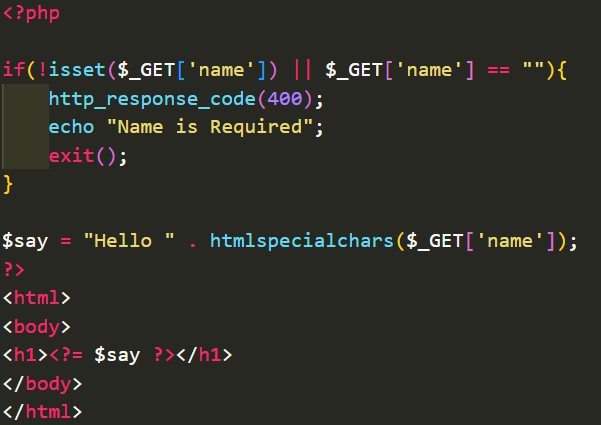 <?php
if(!isset($_GET['name']) || $_GET['name'] == ""){
    http_response_code(400);
    echo "Name is Required";
    exit();
}
$say = "Hello " . htmlspecialchars($_GET['name']);
?>
<html>
<body>
<h1><?= $say ?></h1>
</body>
</html>